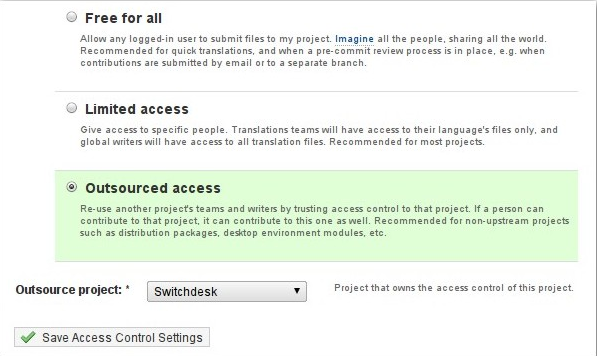 Free for all
Allow any logged-in user to submit files to my project. Imagine all the people, sharing all the world.
Recommended for quick translations, and when a pre-commit review process is in place, e.g. when
contributions are submitted by email or to a separate branch.
Limited access
Give access to specific people. Translations teams will have access to their language's files only, and
global writers will have access to all translation files. Recommended for most projects.
Outsourced access
Re-use another project's teams and writers by trusting access control to that project. If a person can
contribute to that project, it can contribute to this one as well. Recommended for non-upstream projects
such as distribution packages, desktop environment modules, etc.
Outsource project: * Switchdesk Project that owns the access control of this project.
Save Access Control Settings